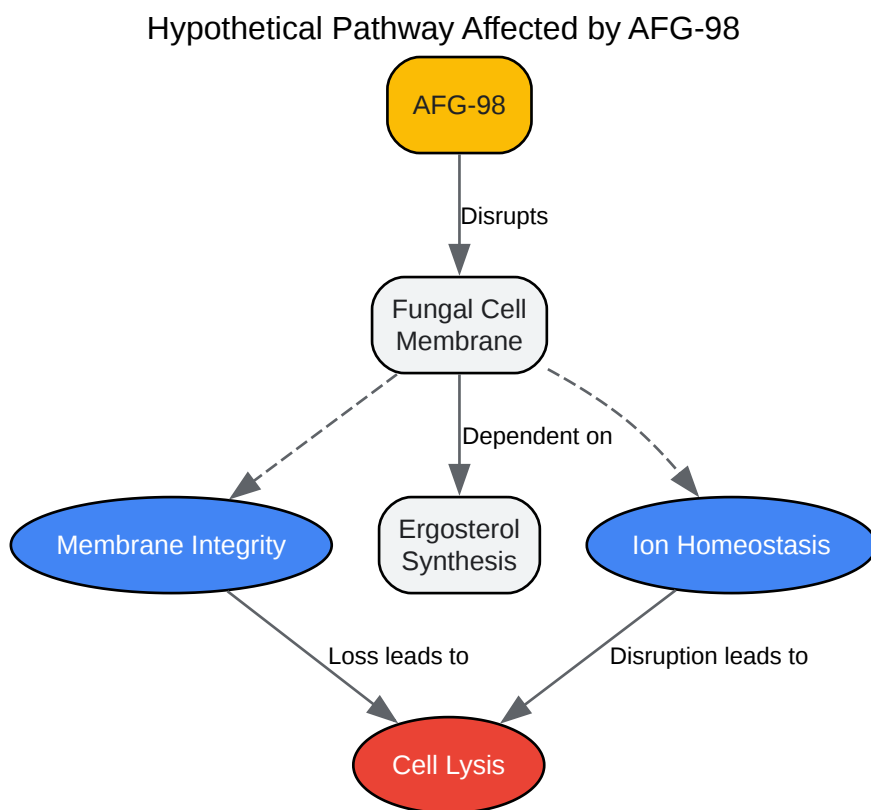 Hypothetical Pathway Affected by AFG-98
AFG-98
Disrupts
Fungal Cell
Membrane
Dependent on
Membrane Integrity
Ergosterol
Synthesis
Ion Homeostasis
Loss leads to
Disruption leads to
Cell Lysis